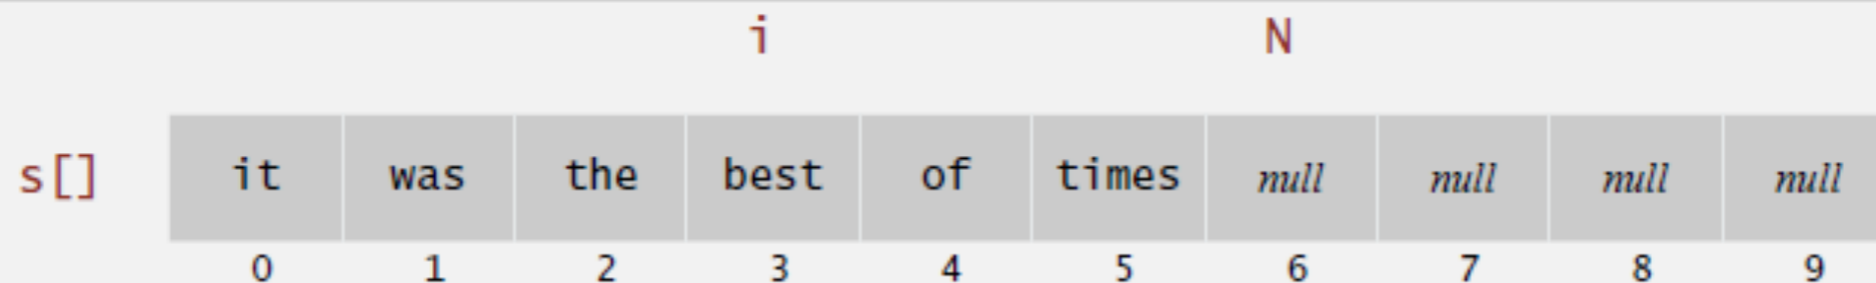 i N
s[] it was the best of times null null null null
0 1 2 3 4 5 6 7 8 9